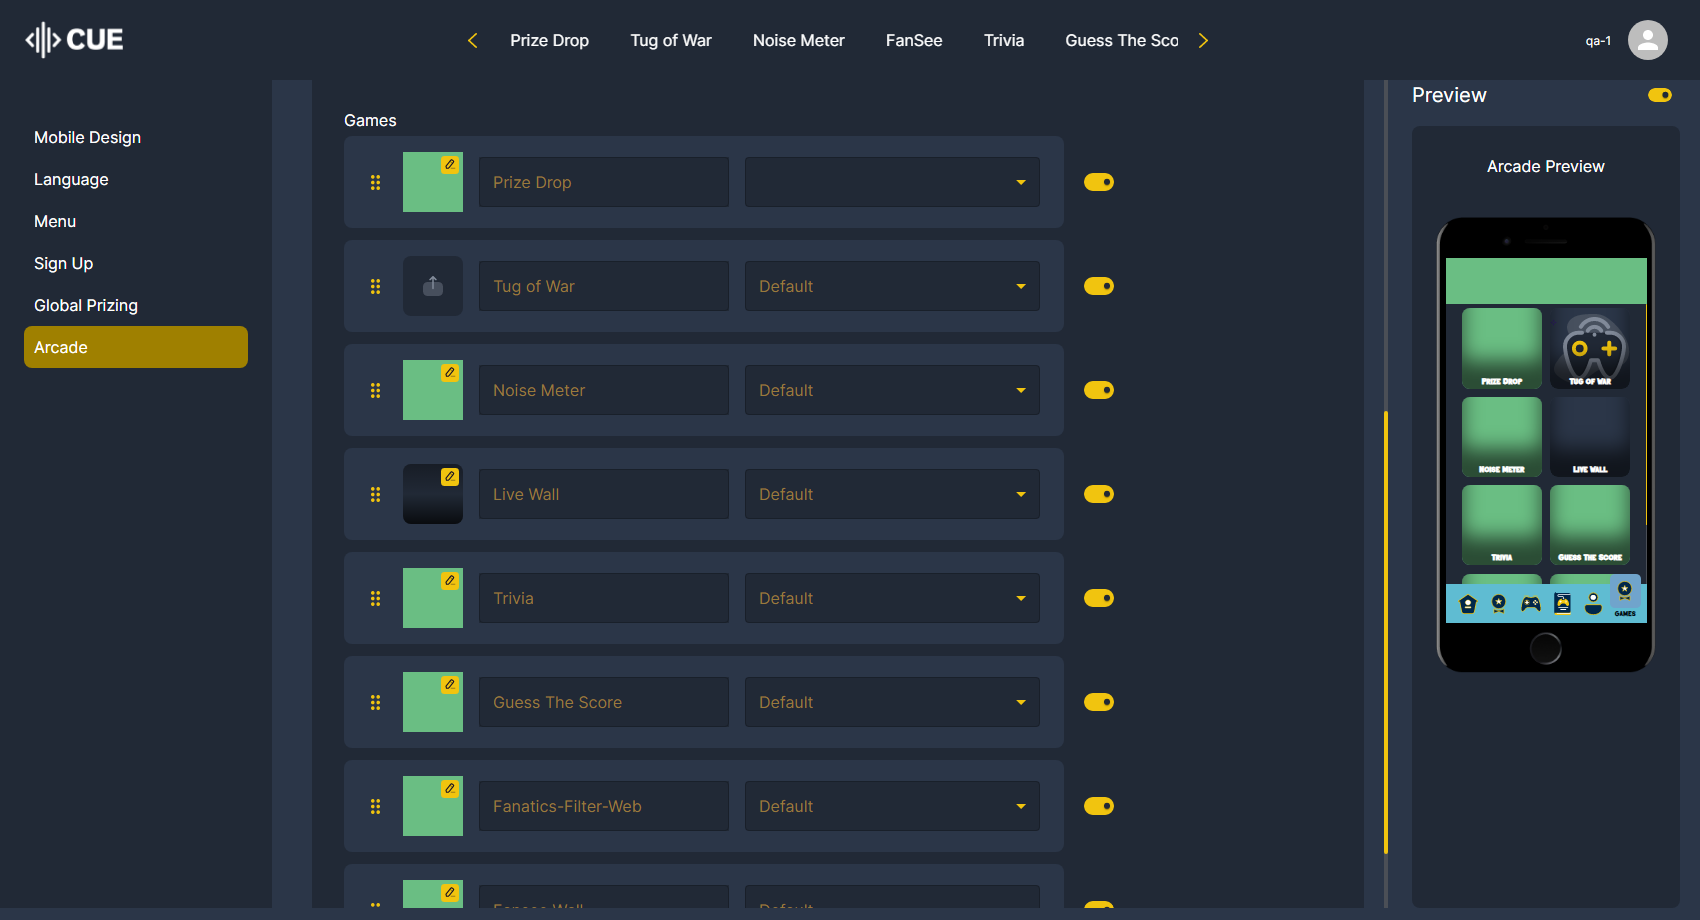 CUE
Prize Drop
Tug of War
Noise Meter
FanSee
Trivia
Guess The Sco
qa-1
Mobile Design
Language
Menu
Sign Up
Global Prizing
Arcade
Games
Prize Drop
Tug of War
Default
Noise Meter
Default
Live Wall
Default
Trivia
Default
Guess The Score
Default
Fanatics-Filter-Web
Default
Default
Preview
Arcade Preview
Prize Drop
Tug of War
Noise Meter
Live Wall
Trivia
Guess The Score
GAMES